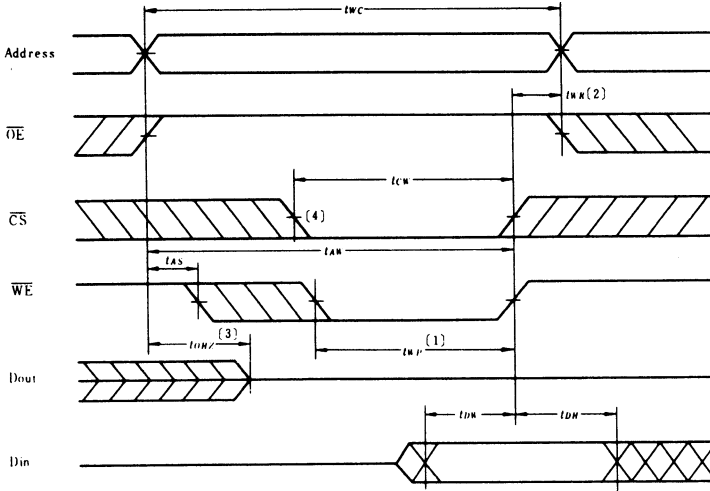 tWC
Address
tWR(2)
OE
tCW
CS
(4)
tAW
tAS
WE
tOHZ(3)
tWP(1)
Dout
tDW
tDH
Din